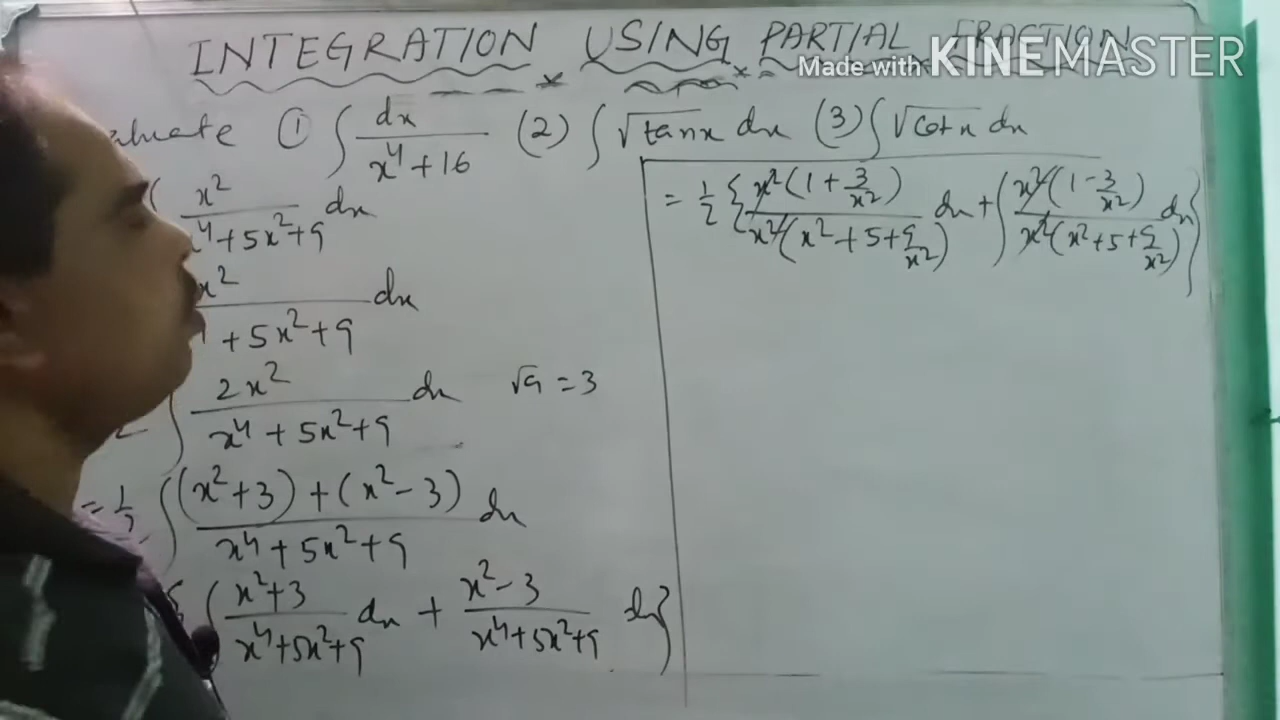 INTEGRATION USING PARTIAL FRACTION
Made with KINEMASTER
aluate ① ∫ dx/(x⁴+16) (2) ∫ √tanx dx (3) ∫ √cotx dx
x²/(x⁴+5x²+9) dx
x²/(+5x²+9) dx
∫ 2x²/(x⁴+5x²+9) dx √9 = 3
= ½ ∫ ((x²+3)+(x²-3))/(x⁴+5x²+9) dx
{ ∫ (x²+3)/(x⁴+5x²+9) dx + (x²-3)/(x⁴+5x²+9) dx }
= ½ { x²(1+3/x²)/(x²(x²+5+9/x²)) dx + ∫ x²(1-3/x²)/(x²(x²+5+9/x²)) dx }